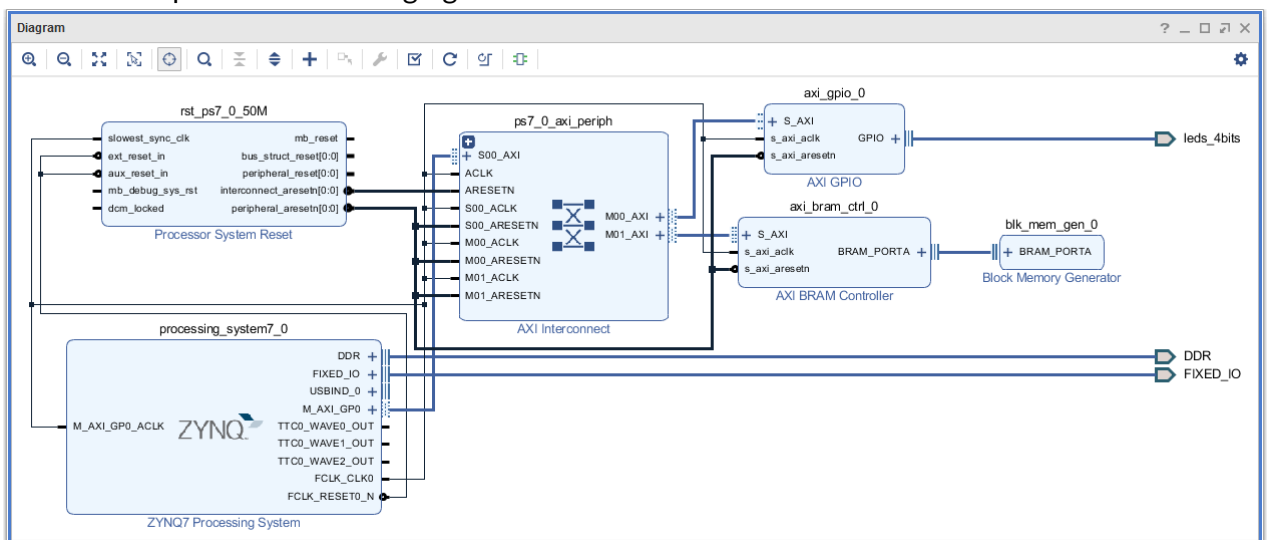 Diagram
rst_ps7_0_50M
slowest_sync_clk
ext_reset_in
aux_reset_in
mb_debug_sys_rst
dcm_locked
mb_reset
bus_struct_reset[0:0]
peripheral_reset[0:0]
interconnect_aresetn[0:0]
peripheral_aresetn[0:0]
Processor System Reset
ps7_0_axi_periph
S00_AXI
ACLK
ARESETN
S00_ACLK
S00_ARESETN
M00_ACLK
M00_ARESETN
M01_ACLK
M01_ARESETN
M00_AXI
M01_AXI
AXI Interconnect
axi_gpio_0
S_AXI
s_axi_aclk
s_axi_aresetn
GPIO
AXI GPIO
leds_4bits
axi_bram_ctrl_0
S_AXI
s_axi_aclk
s_axi_aresetn
BRAM_PORTA
AXI BRAM Controller
blk_mem_gen_0
BRAM_PORTA
Block Memory Generator
processing_system7_0
M_AXI_GP0_ACLK
ZYNQ
DDR
FIXED_IO
USBIND_0
M_AXI_GP0
TTC0_WAVE0_OUT
TTC0_WAVE1_OUT
TTC0_WAVE2_OUT
FCLK_CLK0
FCLK_RESET0_N
ZYNQ7 Processing System
DDR
FIXED_IO